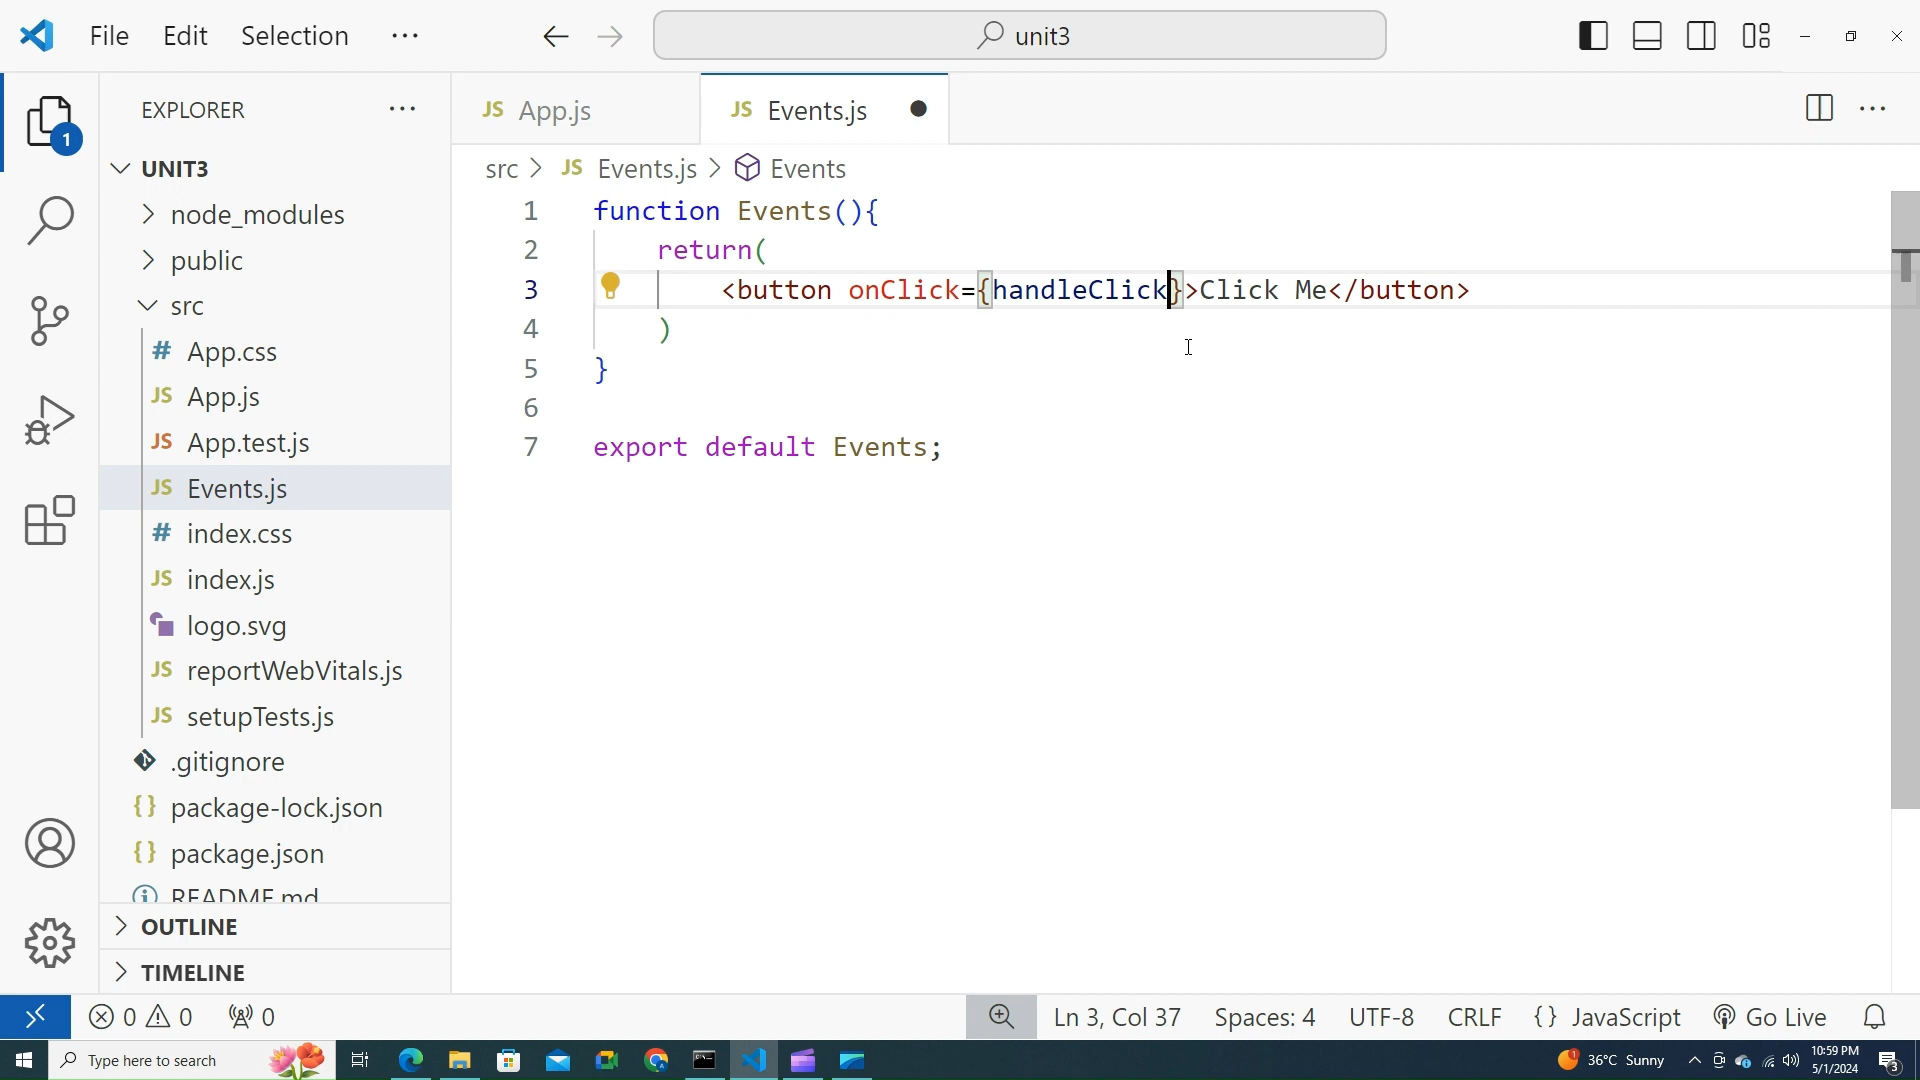 File Edit Selection ··· unit3
EXPLORER ···
JS App.js JS Events.js
UNIT3
src > JS Events.js > Events
node_modules
public
src
# App.css
JS App.js
JS App.test.js
JS Events.js
# index.css
JS index.js
logo.svg
JS reportWebVitals.js
JS setupTests.js
.gitignore
{} package-lock.json
{} package.json
README.md
OUTLINE
TIMELINE
1 function Events(){
2 return(
3 <button onClick={handleClick}>Click Me</button>
4 )
5 }
6
7 export default Events;
1
0 0 0 Ln 3, Col 37 Spaces: 4 UTF-8 CRLF {} JavaScript Go Live
Type here to search 1 36°C Sunny 10:59 PM
5/1/2024
3